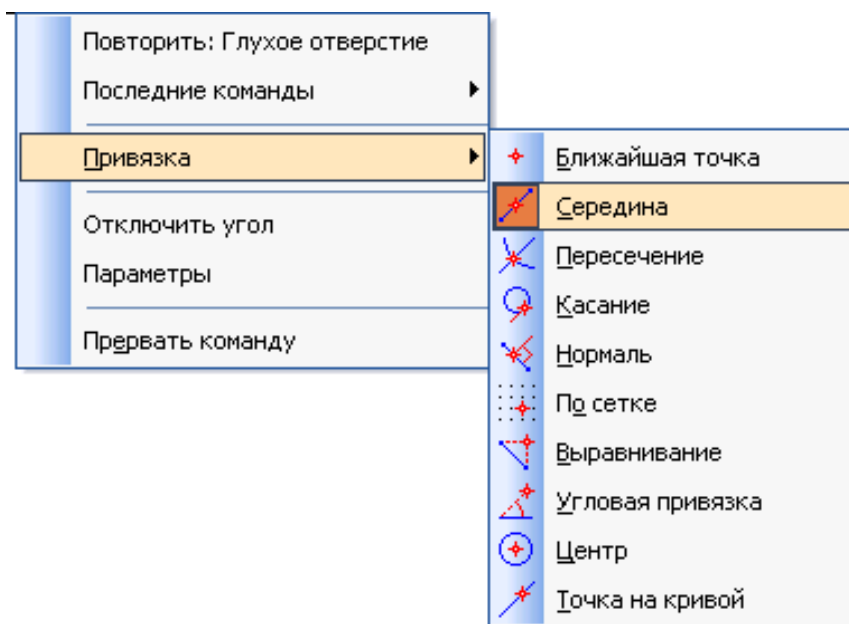 Повторить: Глухое отверстие
Последние команды
Привязка
Отключить угол
Параметры
Прервать команду
Ближайшая точка
Середина
Пересечение
Касание
Нормаль
По сетке
Выравнивание
Угловая привязка
Центр
Точка на кривой